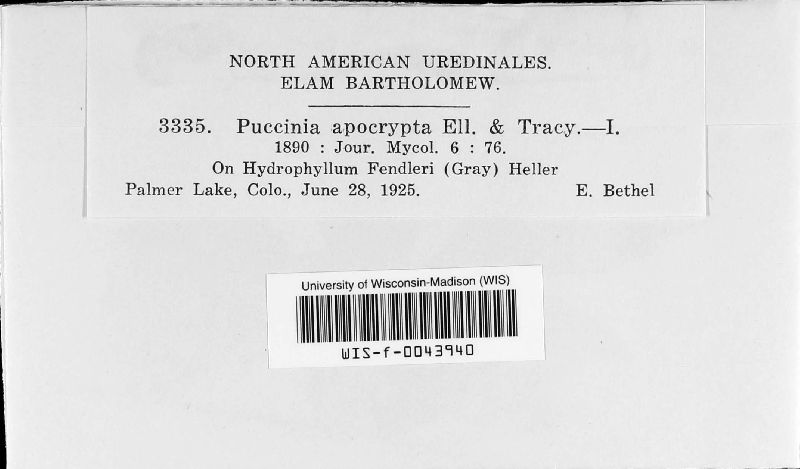 NORTH AMERICAN UREDINALES.
ELAM BARTHOLOMEW.
3335. Puccinia apocrypta Ell. & Tracy.—I.
1890 : Jour. Mycol. 6 : 76.
On Hydrophyllum Fendleri (Gray) Heller
Palmer Lake, Colo., June 28, 1925. E. Bethel
University of Wisconsin-Madison (WIS)
WIS-f-0043940